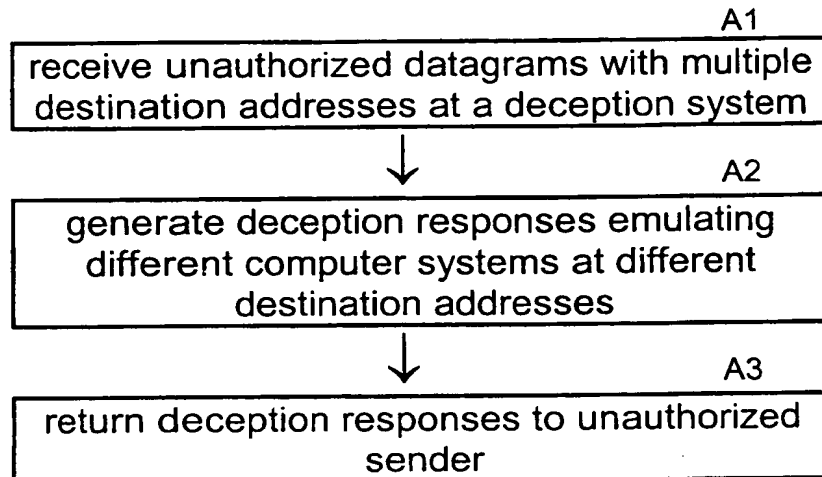 A1
receive unauthorized datagrams with multiple
destination addresses at a deception system
A2
generate deception responses emulating
different computer systems at different
destination addresses
A3
return deception responses to unauthorized
sender